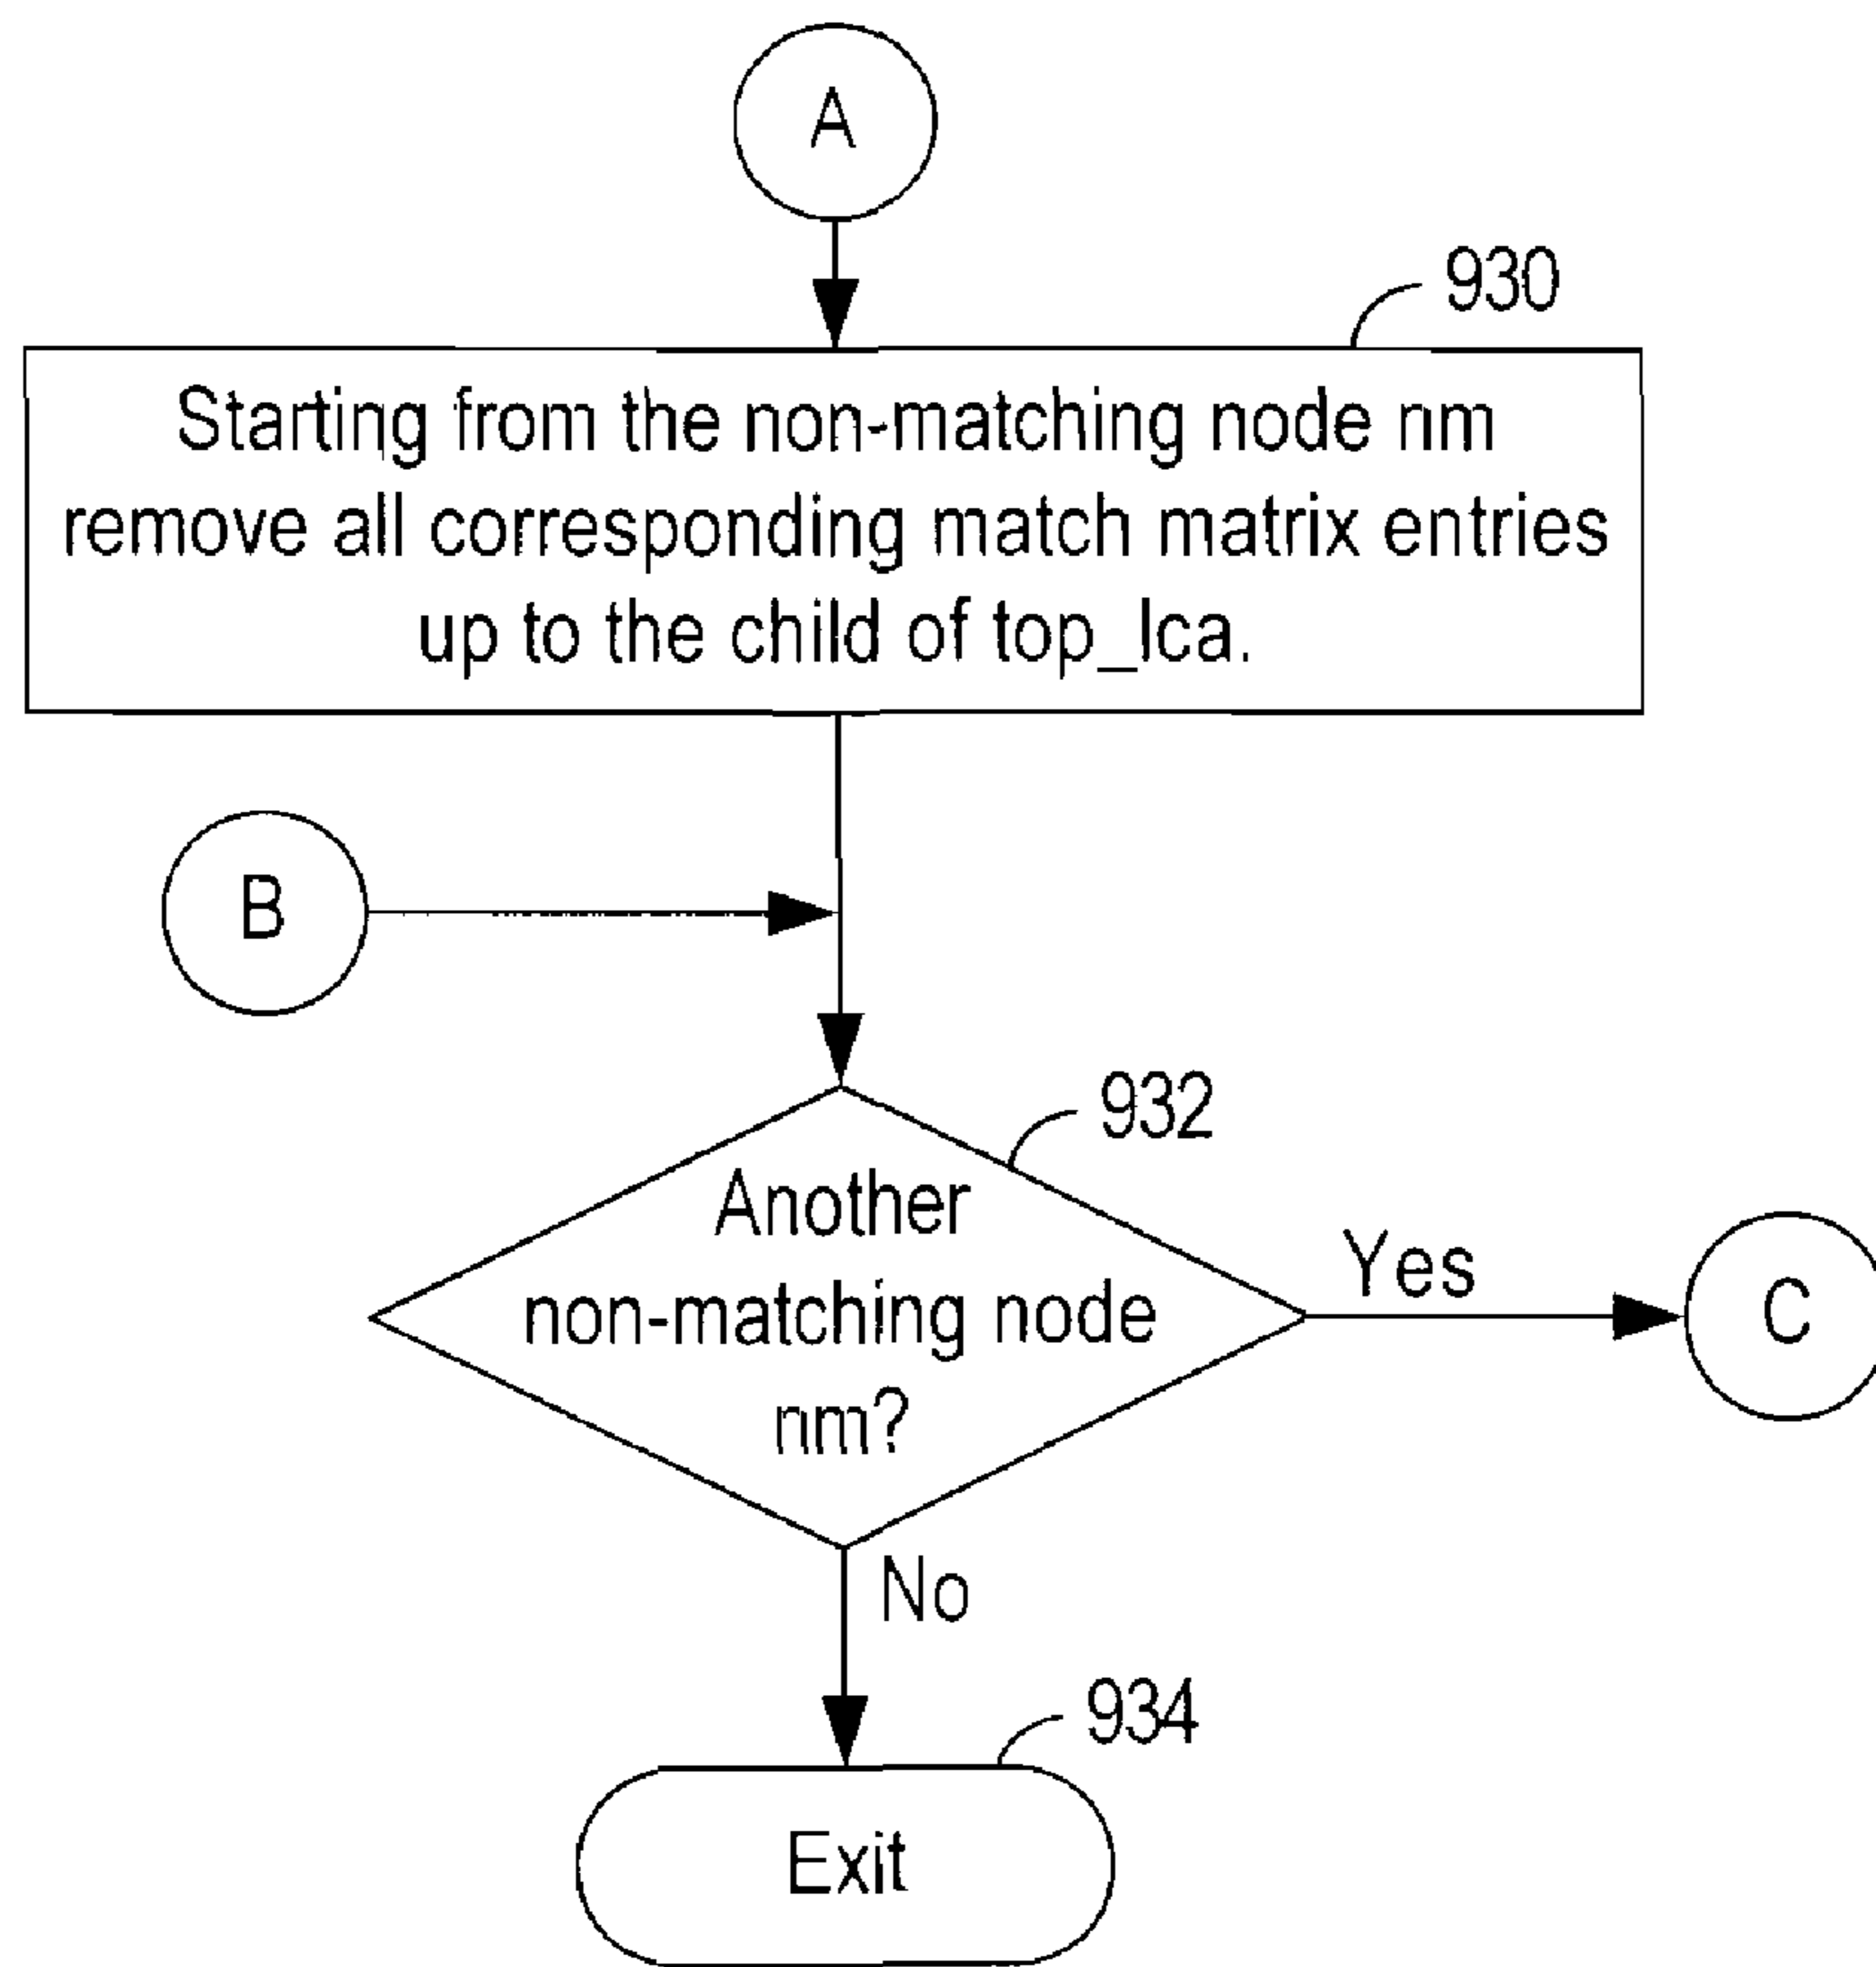 A
930
Starting from the non-matching node nm
remove all corresponding match matrix entries
up to the child of top_lca.
B
932
Another
non-matching node
nm?
Yes
C
No
934
Exit